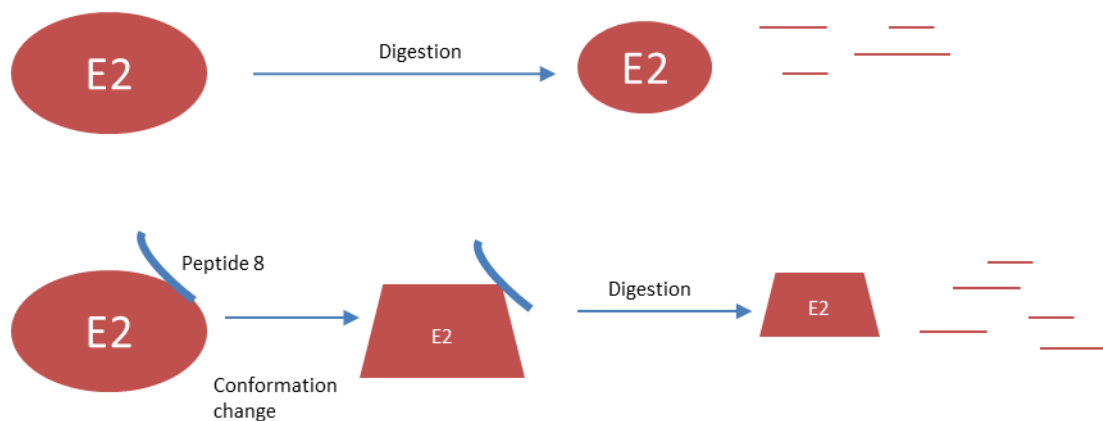 E2
Digestion
E2
E2
Peptide 8
Conformation
change
E2
Digestion
E2